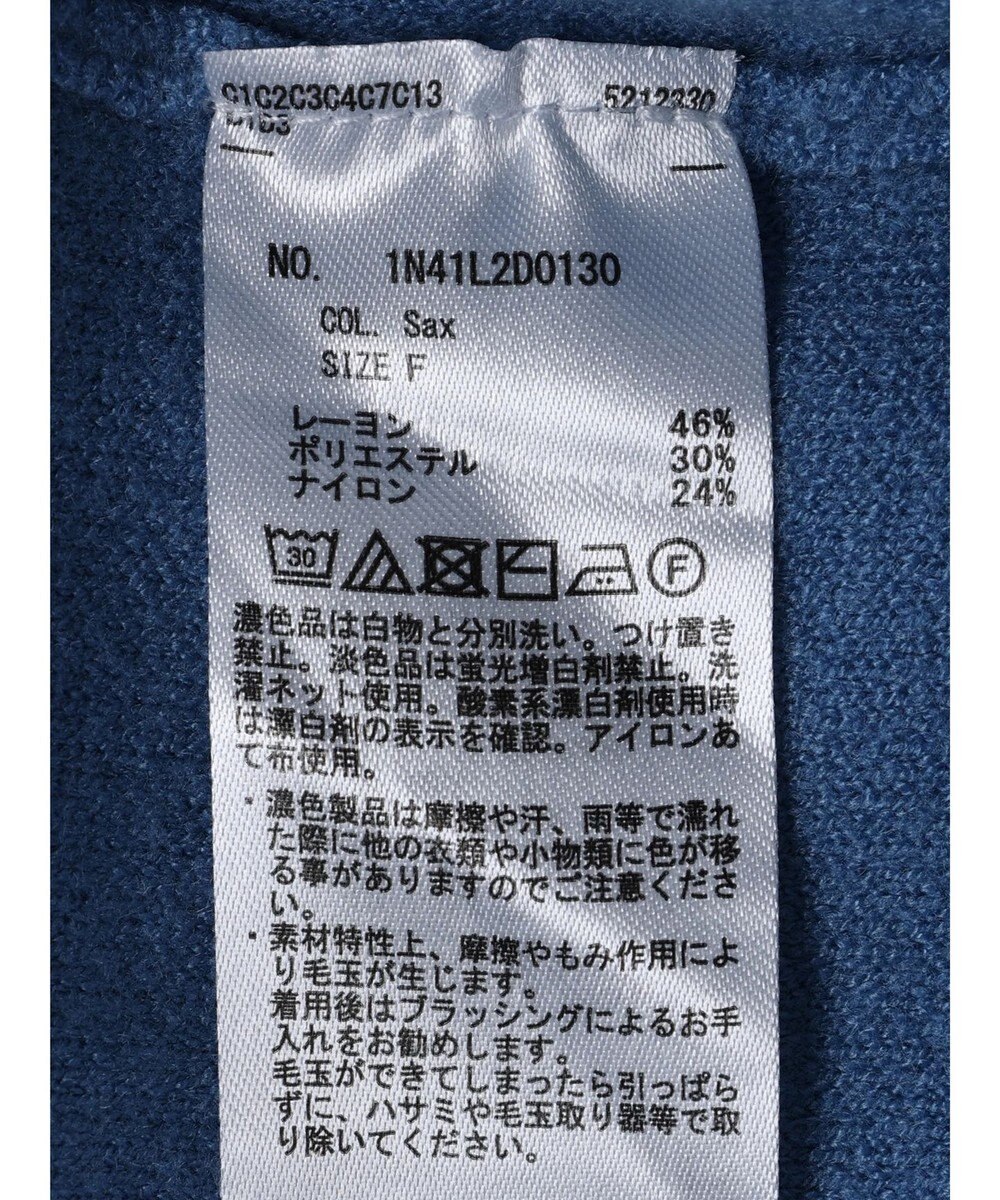 C1C2C3C4C7C13 5212330
D1D3
NO. 1N41L2D0130
COL. Sax
SIZE F
レーヨン 46%
ポリエステル 30%
ナイロン 24%
30 F
濃色品は白物と分別洗い。つけ置き
禁止。淡色品は蛍光増白剤禁止。洗
濯ネット使用。酸素系漂白剤使用時
は漂白剤の表示を確認。アイロンあ
て布使用。
・濃色製品は摩擦や汗、雨等で濡れ
た際に他の衣類や小物類に色が移
る事がありますのでご注意くださ
い。
・素材特性上、摩擦やもみ作用によ
り毛玉が生じます。
着用後はブラッシングによるお手
入れをお勧めします。
毛玉ができてしまったら引っぱら
ずに、ハサミや毛玉取り器等で取
り除いてください。